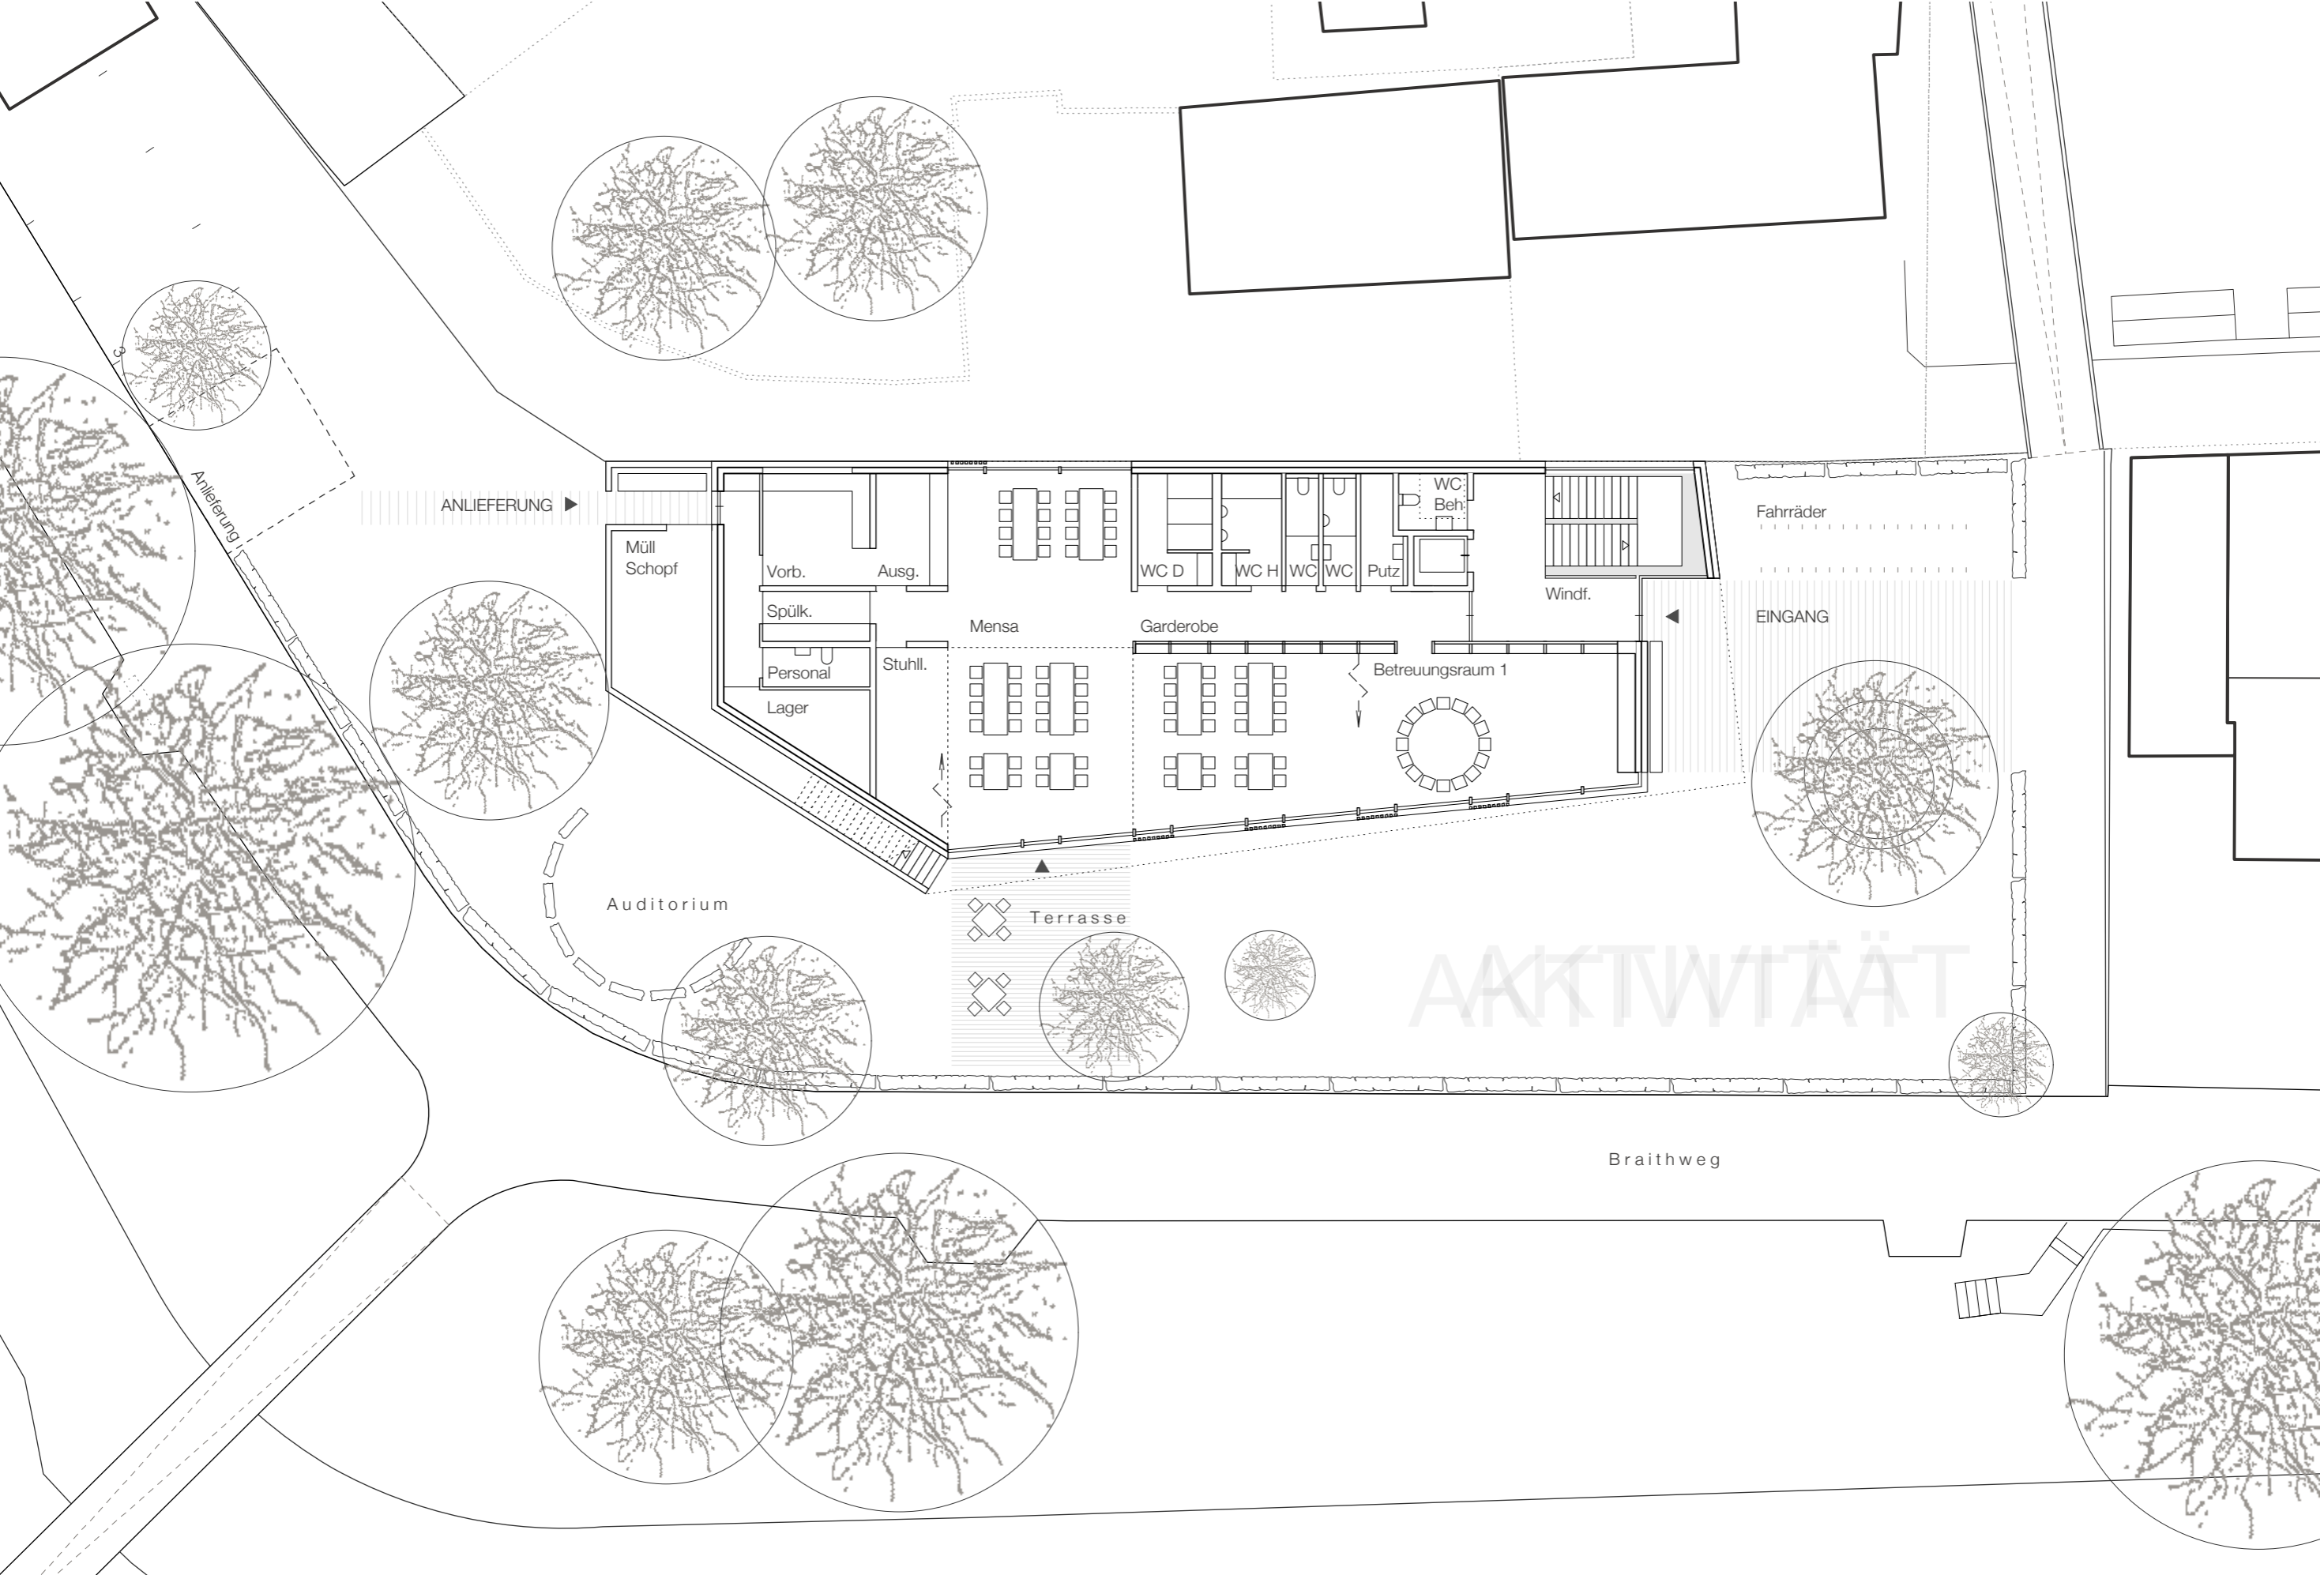 Anlieferung
ANLIEFERUNG
Müll
Schopf
Vorb.
Ausg.
Spülk.
Personal
Lager
Stuhll.
Mensa
Garderobe
WC D
WC H
WC
WC
Putz
WC
Beh
Windf.
Betreuungsraum 1
Fahrräder
EINGANG
Auditorium
Terrasse
AKTIVITÄT
AKTIVITÄT
Braithweg